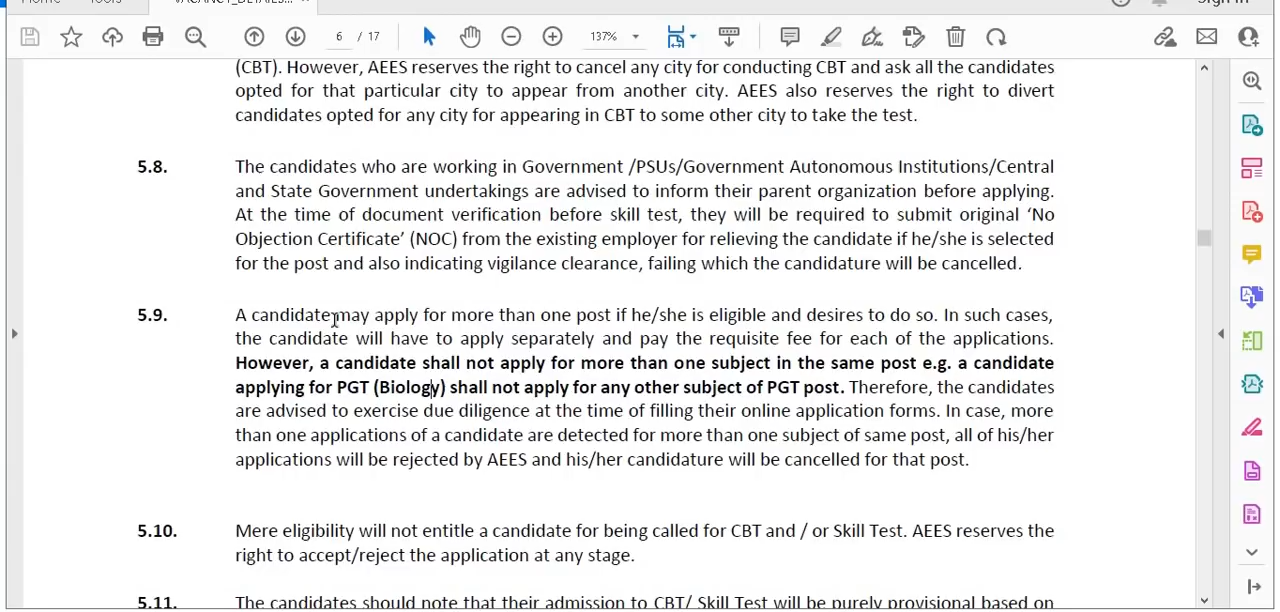 Home Tools VACANCY_DETAILS...
6 / 17 137%
(CBT). However, AEES reserves the right to cancel any city for conducting CBT and ask all the candidates
opted for that particular city to appear from another city. AEES also reserves the right to divert
candidates opted for any city for appearing in CBT to some other city to take the test.
5.8. The candidates who are working in Government /PSUs/Government Autonomous Institutions/Central
and State Government undertakings are advised to inform their parent organization before applying.
At the time of document verification before skill test, they will be required to submit original ‘No
Objection Certificate’ (NOC) from the existing employer for relieving the candidate if he/she is selected
for the post and also indicating vigilance clearance, failing which the candidature will be cancelled.
5.9. A candidate may apply for more than one post if he/she is eligible and desires to do so. In such cases,
the candidate will have to apply separately and pay the requisite fee for each of the applications.
However, a candidate shall not apply for more than one subject in the same post e.g. a candidate
applying for PGT (Biology) shall not apply for any other subject of PGT post. Therefore, the candidates
are advised to exercise due diligence at the time of filling their online application forms. In case, more
than one applications of a candidate are detected for more than one subject of same post, all of his/her
applications will be rejected by AEES and his/her candidature will be cancelled for that post.
5.10. Mere eligibility will not entitle a candidate for being called for CBT and / or Skill Test. AEES reserves the
right to accept/reject the application at any stage.
5.11. The candidates should note that their admission to CBT/ Skill Test will be purely provisional based on